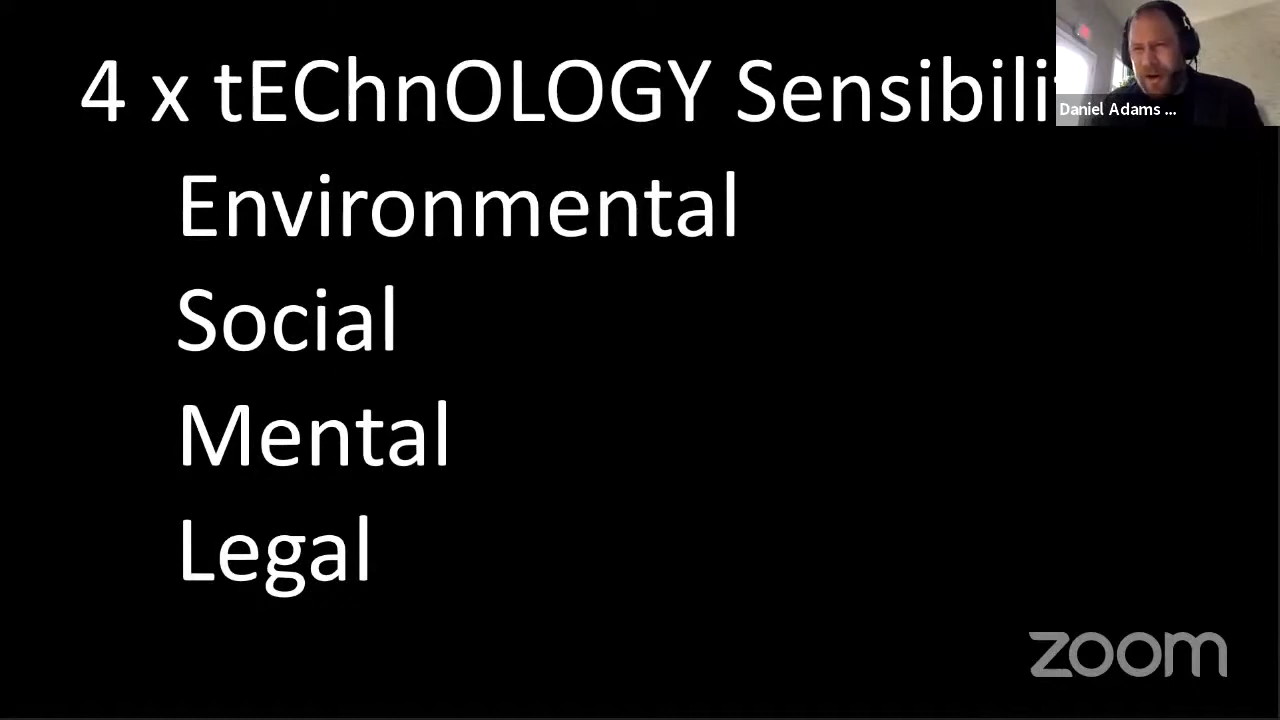 4 x tEChnOLOGY Sensibili
Daniel Adams ...
Environmental
Social
Mental
Legal
zoom